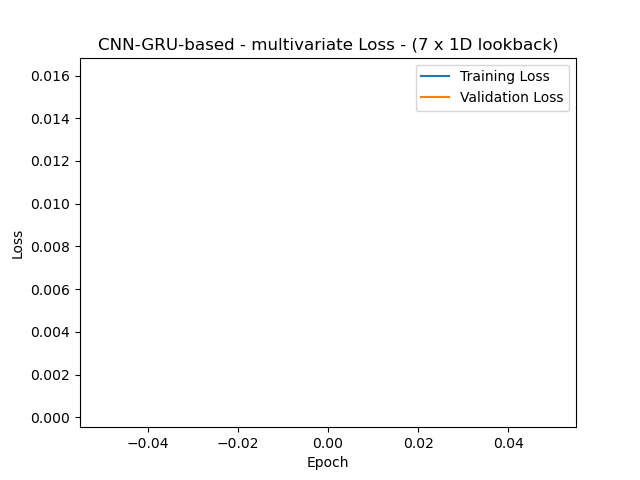 CNN-GRU-based - multivariate Loss - (7 x 1D lookback)
Training Loss
Validation Loss
0.016
0.014
0.012
0.010
0.008
0.006
0.004
0.002
0.000
Loss
−0.04
−0.02
0.00
0.02
0.04
Epoch